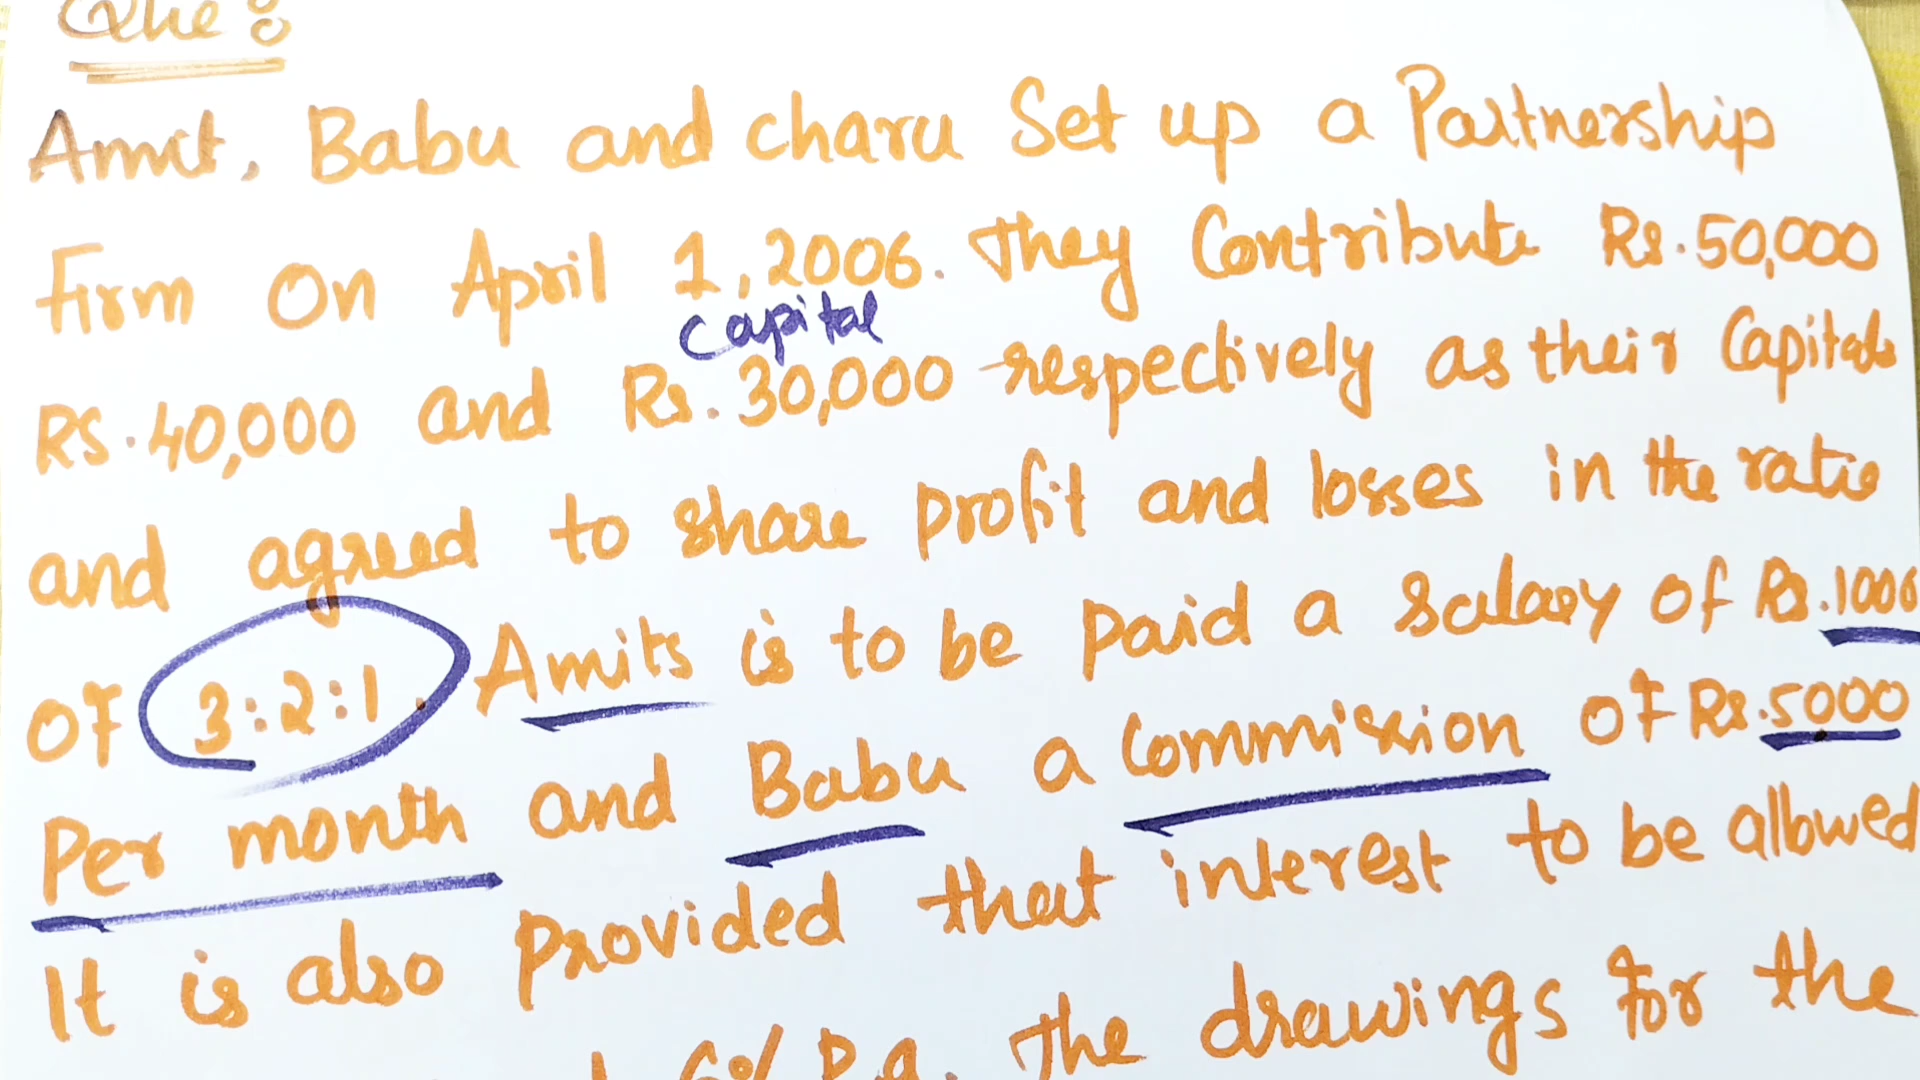 Que :
Amit, Babu and charu Set up a Partnership
Firm On April 1, 2006. They Contribute Rs. 50,000
capital
RS. 40,000 and Rs. 30,000 respectively as their Capitals
and agreed to share profit and losses in the ratio
OF 3:2:1. Amits is to be paid a salary of Rs. 1000
Per month and Babu a Commission OF Rs. 5000
It is also Provided that interest to be allowed
6% P.a. The drawings for the